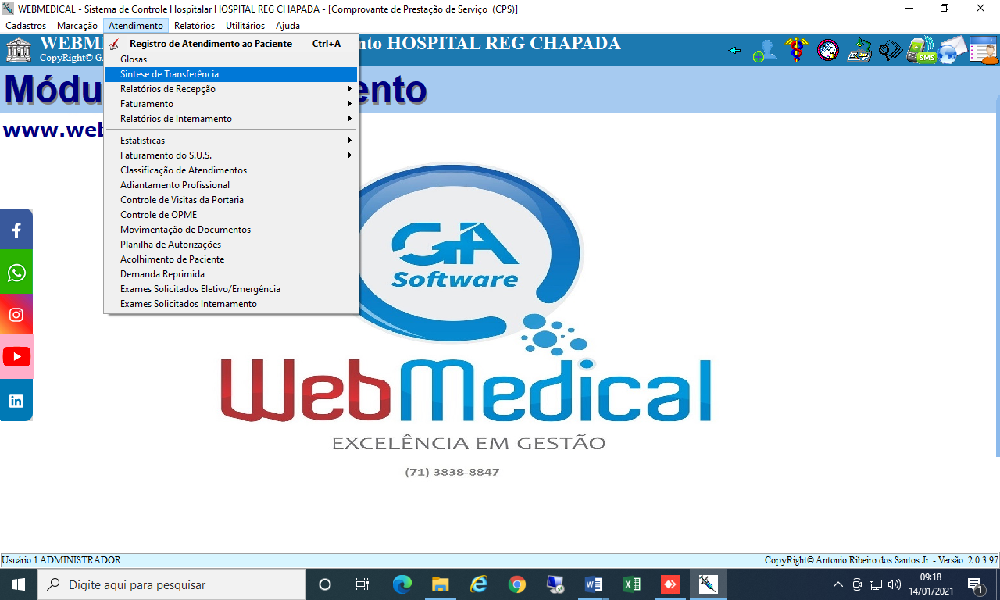 WEBMEDICAL - Sistema de Controle Hospitalar HOSPITAL REG CHAPADA - [Comprovante de Prestação de Serviço (CPS)]
Cadastros Marcação Atendimento Relatórios Utilitários Ajuda
WEBME nto HOSPITAL REG CHAPADA
CopyRight© G
SMS
Módu ento
www.web
Registro de Atendimento ao Paciente Ctrl+A
Glosas
Sintese de Transferência
Relatórios de Recepção
Faturamento
Relatórios de Internamento
Estatisticas
Faturamento do S.U.S.
Classificação de Atendimentos
Adiantamento Profissional
Controle de Visitas da Portaria
Controle de OPME
Movimentação de Documentos
Planilha de Autorizações
Acolhimento de Paciente
Demanda Reprimida
Exames Solicitados Eletivo/Emergência
Exames Solicitados Internamento
GA
Software
WebMedical
EXCELÊNCIA EM GESTÃO
(71) 3838-8847
Usuário:1 ADMINISTRADOR
CopyRight© Antonio Ribeiro dos Santos Jr. - Versão: 2.0.3.97
Digite aqui para pesquisar
09:18
14/01/2021
1